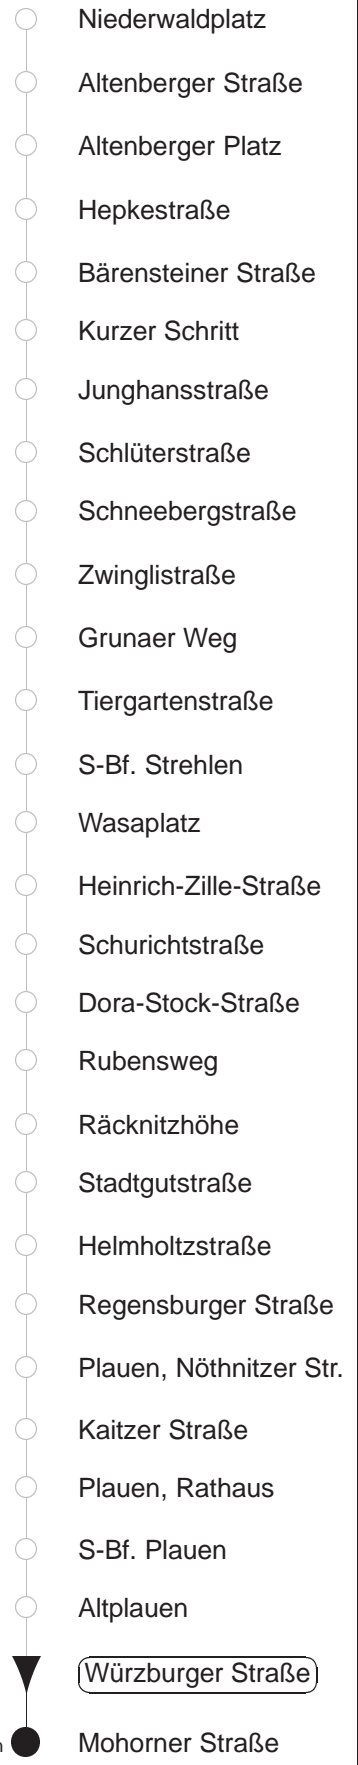 Niederwaldplatz
Altenberger Straße
Altenberger Platz
Hepkestraße
Bärensteiner Straße
Kurzer Schritt
Junghansstraße
Schlüterstraße
Schneebergstraße
Zwinglistraße
Grunaer Weg
Tiergartenstraße
S-Bf. Strehlen
Wasaplatz
Heinrich-Zille-Straße
Schurichtstraße
Dora-Stock-Straße
Rubensweg
Räcknitzhöhe
Stadtgutstraße
Helmholtzstraße
Regensburger Straße
Plauen, Nöthnitzer Str.
Kaitzer Straße
Plauen, Rathaus
S-Bf. Plauen
Altplauen
Würzburger Straße
Mohorner Straße